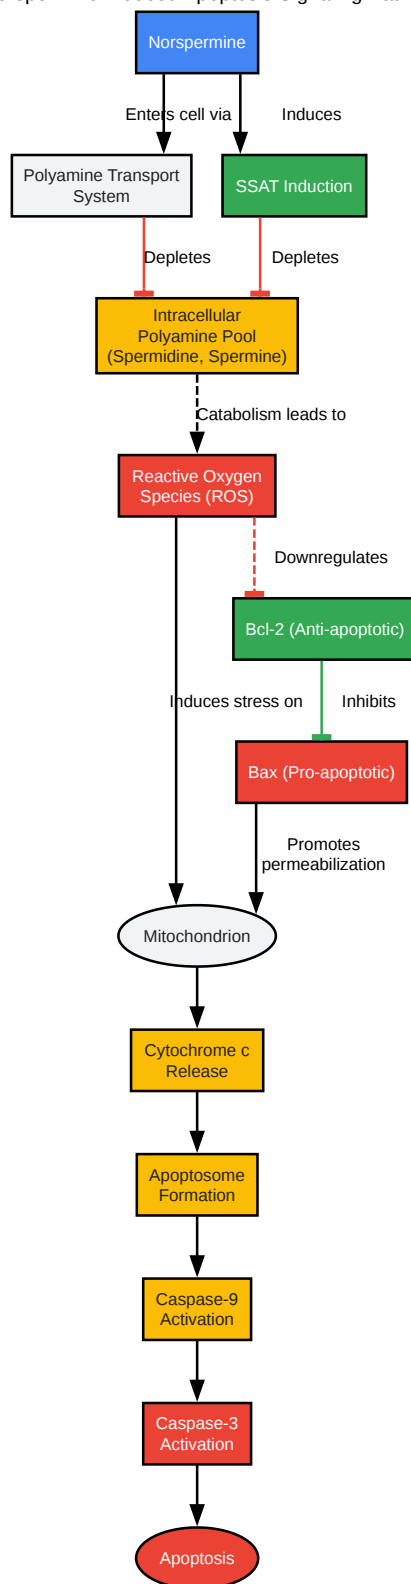 Norspermine
Enters cell via
Induces
Polyamine Transport
System
SSAT Induction
Depletes
Depletes
Intracellular
Polyamine Pool
(Spermidine, Spermine)
Catabolism leads to
Reactive Oxygen
Species (ROS)
Downregulates
Bcl-2 (Anti-apoptotic)
Induces stress on
Inhibits
Bax (Pro-apoptotic)
Promotes
permeabilization
Mitochondrion
Cytochrome c
Release
Apoptosome
Formation
Caspase-9
Activation
Caspase-3
Activation
Apoptosis